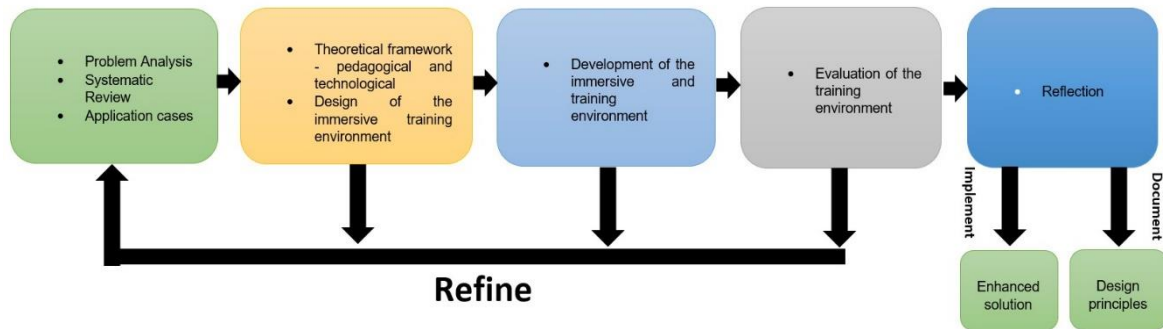 • Problem Analysis
• Systematic
Review
• Application cases
• Theoretical framework
- pedagogical and
technological
• Design of the
immersive training
environment
• Development of the
immersive and
training
environment
• Evaluation of the
training
environment
• Reflection
Implement
Document
Enhanced
solution
Design
principles
Refine